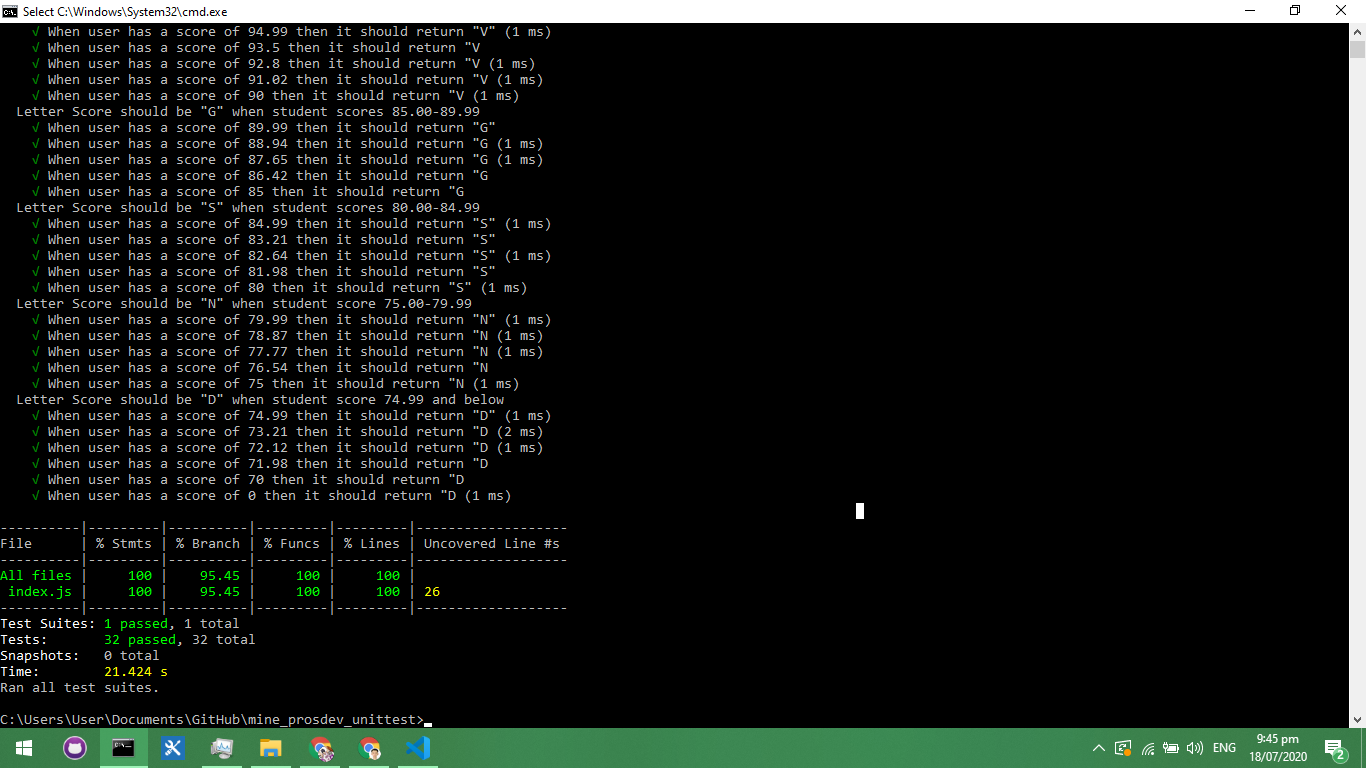 Select C:\Windows\System32\cmd.exe
√ When user has a score of 94.99 then it should return "V" (1 ms)
√ When user has a score of 93.5 then it should return "V
√ When user has a score of 92.8 then it should return "V (1 ms)
√ When user has a score of 91.02 then it should return "V (1 ms)
√ When user has a score of 90 then it should return "V (1 ms)
Letter Score should be "G" when student scores 85.00-89.99
√ When user has a score of 89.99 then it should return "G"
√ When user has a score of 88.94 then it should return "G (1 ms)
√ When user has a score of 87.65 then it should return "G (1 ms)
√ When user has a score of 86.42 then it should return "G
√ When user has a score of 85 then it should return "G
Letter Score should be "S" when student scores 80.00-84.99
√ When user has a score of 84.99 then it should return "S" (1 ms)
√ When user has a score of 83.21 then it should return "S"
√ When user has a score of 82.64 then it should return "S" (1 ms)
√ When user has a score of 81.98 then it should return "S"
√ When user has a score of 80 then it should return "S" (1 ms)
Letter Score should be "N" when student score 75.00-79.99
√ When user has a score of 79.99 then it should return "N" (1 ms)
√ When user has a score of 78.87 then it should return "N (1 ms)
√ When user has a score of 77.77 then it should return "N (1 ms)
√ When user has a score of 76.54 then it should return "N
√ When user has a score of 75 then it should return "N (1 ms)
Letter Score should be "D" when student score 74.99 and below
√ When user has a score of 74.99 then it should return "D" (1 ms)
√ When user has a score of 73.21 then it should return "D (2 ms)
√ When user has a score of 72.12 then it should return "D (1 ms)
√ When user has a score of 71.98 then it should return "D
√ When user has a score of 70 then it should return "D
√ When user has a score of 0 then it should return "D (1 ms)
----------|---------|----------|---------|---------|-------------------
File      | % Stmts | % Branch | % Funcs | % Lines | Uncovered Line #s
----------|---------|----------|---------|---------|-------------------
All files |     100 |    95.45 |     100 |     100 |
 index.js |     100 |    95.45 |     100 |     100 | 26
----------|---------|----------|---------|---------|-------------------
Test Suites: 1 passed, 1 total
Tests:       32 passed, 32 total
Snapshots:   0 total
Time:        21.424 s
Ran all test suites.
C:\Users\User\Documents\GitHub\mine_prosdev_unittest>
ENG
9:45 pm
18/07/2020
2